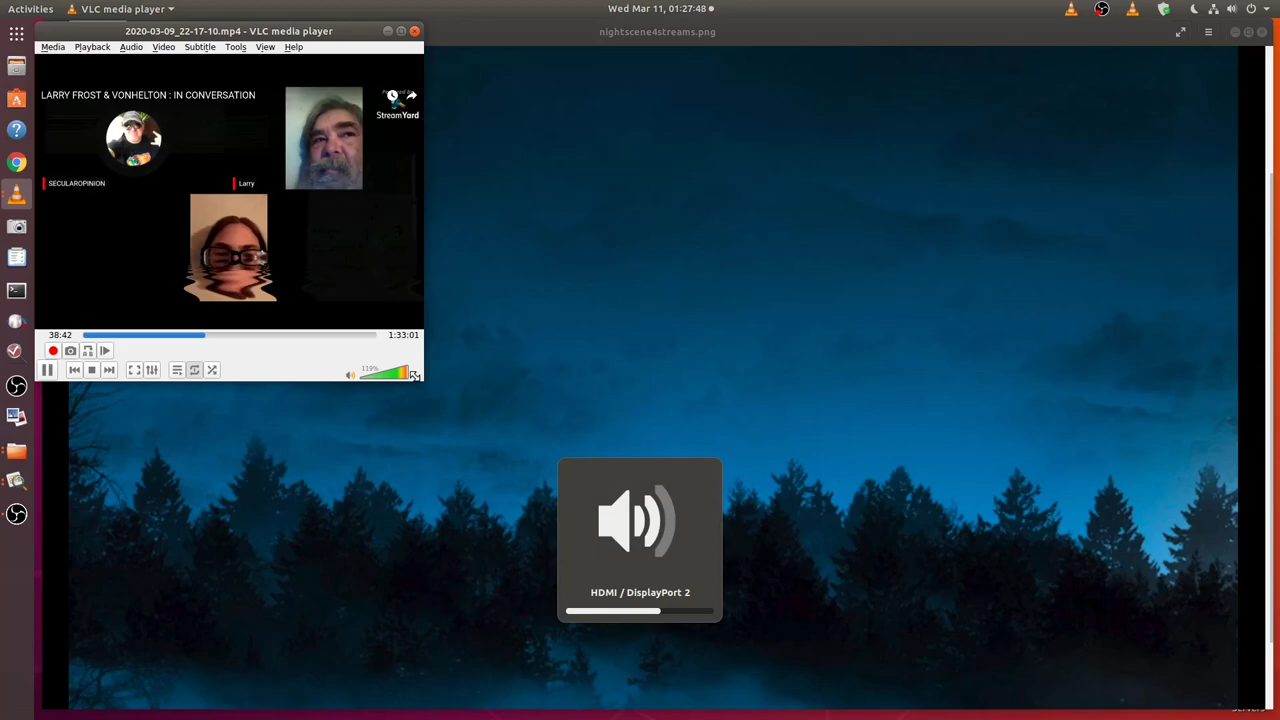 Activities
VLC media player
Wed Mar 11, 01:27:48
2020-03-09_22-17-10.mp4 - VLC media player
nightscene4streams.png
Media Playback Audio Video Subtitle Tools View Help
LARRY FROST & VONHELTON : IN CONVERSATION
StreamYard
SECULAROPINION
Larry
38:42
1:33:01
119%
HDMI / DisplayPort 2